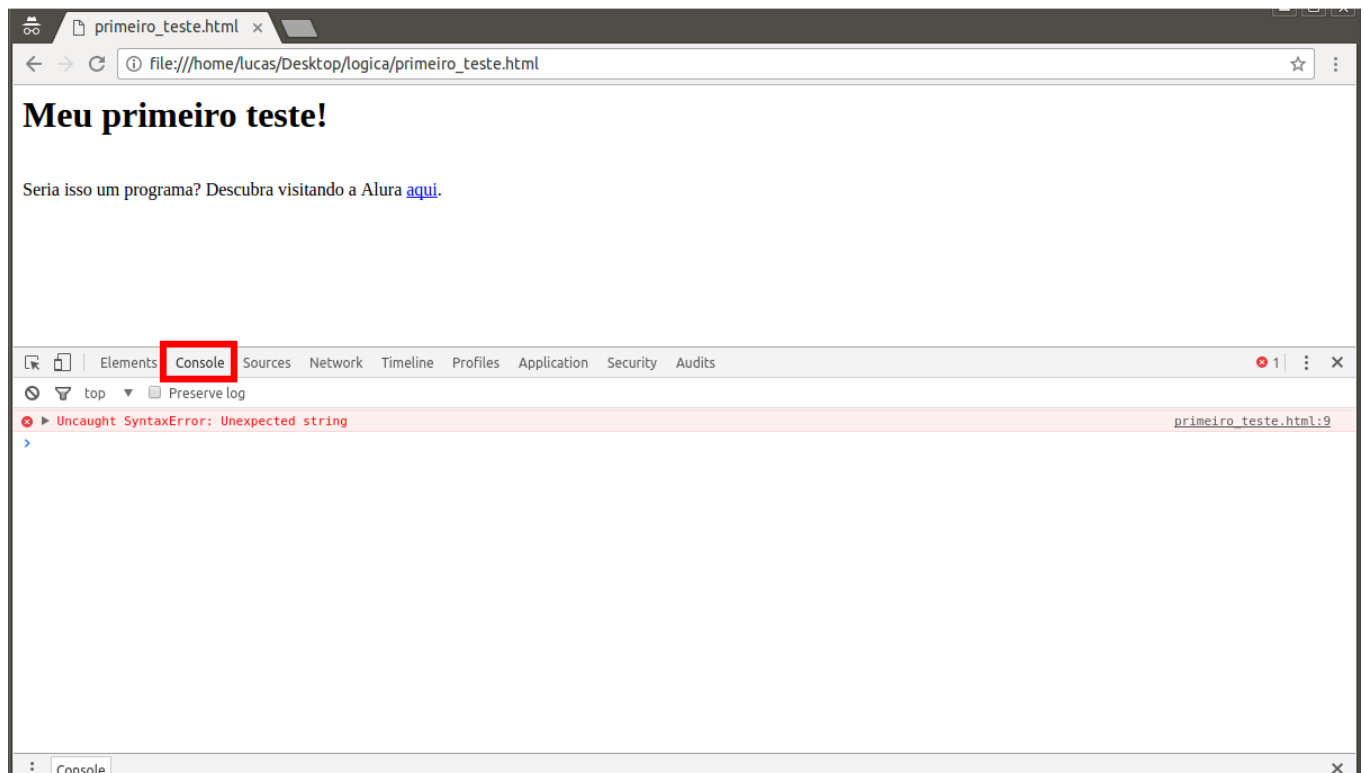 primeiro_teste.html ×
file:///home/lucas/Desktop/logica/primeiro_teste.html
Meu primeiro teste!
Seria isso um programa? Descubra visitando a Alura aqui.
Elements Console Sources Network Timeline Profiles Application Security Audits 1
top Preserve log
Uncaught SyntaxError: Unexpected string primeiro_teste.html:9
Console